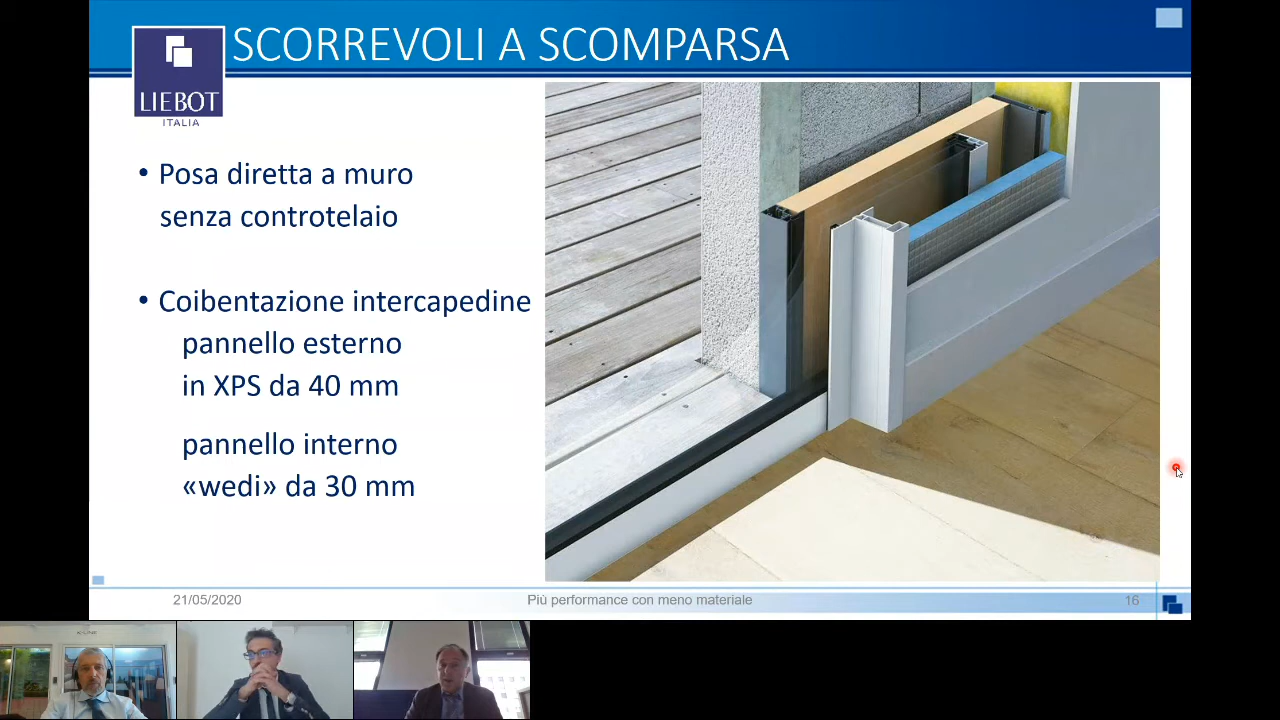 SCORREVOLI A SCOMPARSA
LIEBOT
ITALIA
• Posa diretta a muro
senza controtelaio
• Coibentazione intercapedine
pannello esterno
in XPS da 40 mm
pannello interno
«wedi» da 30 mm
21/05/2020
Più performance con meno materiale
16